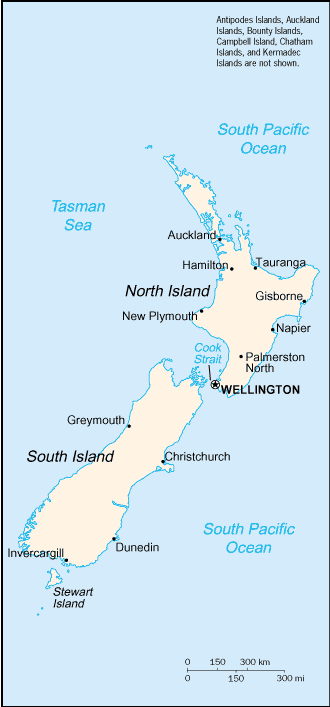 Antipodes Islands, Auckland
Islands, Bounty Islands,
Campbell Island, Chatham
Islands, and Kermadec
Islands are not shown.
South Pacific
Ocean
Tasman
Sea
Auckland
Hamilton
Tauranga
North Island
Gisborne
New Plymouth
Napier
Cook
Strait
Palmerston
North
WELLINGTON
Greymouth
South Island
Christchurch
South Pacific
Ocean
Invercargill
Dunedin
Stewart
Island
0 150 300 km
0 150 300 mi